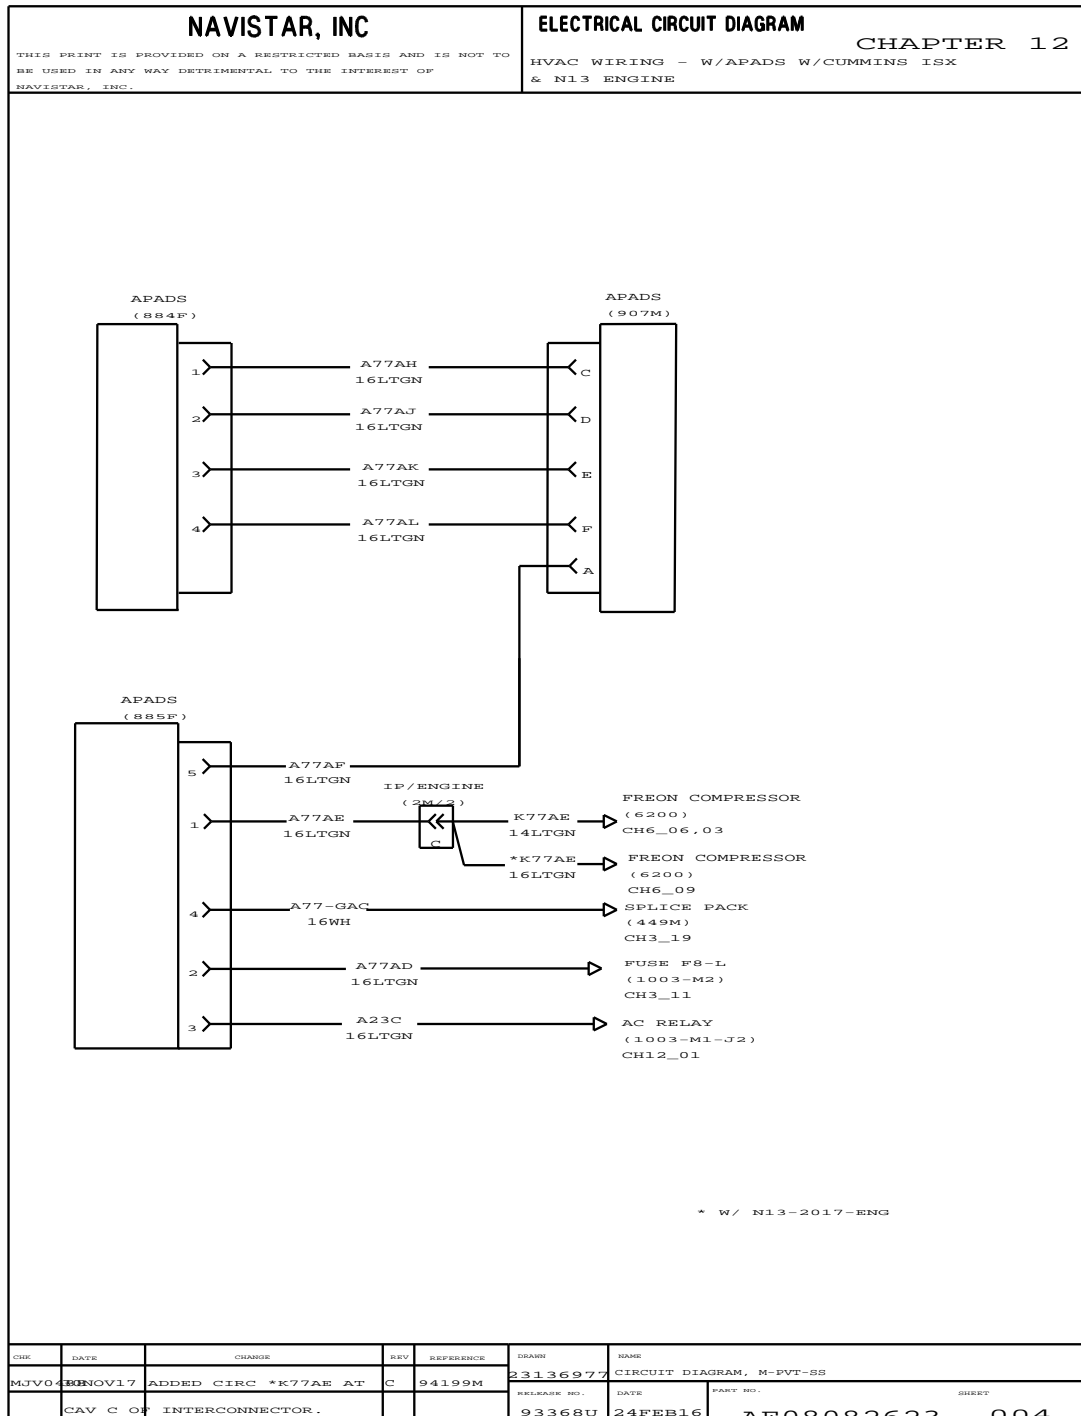 NAVISTAR, INC
THIS PRINT IS PROVIDED ON A RESTRICTED BASIS AND IS NOT TO
BE USED IN ANY WAY DETRIMENTAL TO THE INTEREST OF
NAVISTAR, INC.
ELECTRICAL CIRCUIT DIAGRAM
CHAPTER 12
HVAC WIRING - W/APADS W/CUMMINS ISX
& N13 ENGINE
APADS
(884F)
APADS
(907M)
1
A77AH
16LTGN
C
2
A77AJ
16LTGN
D
3
A77AK
16LTGN
E
4
A77AL
16LTGN
F
A
APADS
(885F)
5
A77AF
16LTGN
IP/ENGINE
(2M/2)
1
A77AE
16LTGN
C
K77AE
14LTGN
FREON COMPRESSOR
(6200)
CH6_06,03
*K77AE
16LTGN
FREON COMPRESSOR
(6200)
CH6_09
4
A77-GAC
16WH
SPLICE PACK
(449M)
CH3_19
2
A77AD
16LTGN
FUSE F8-L
(1003-M2)
CH3_11
3
A23C
16LTGN
AC RELAY
(1003-M1-J2)
CH12_01
* W/ N13-2017-ENG
CHK DATE CHANGE REV REFERENCE
ADDED CIRC *K77AE AT C 94199M
CAV C OF INTERCONNECTOR.
DRAWN NAME
23136977 CIRCUIT DIAGRAM, M-PVT-SS
RELEASE NO. DATE PART NO. SHEET
93368U 24FEB16